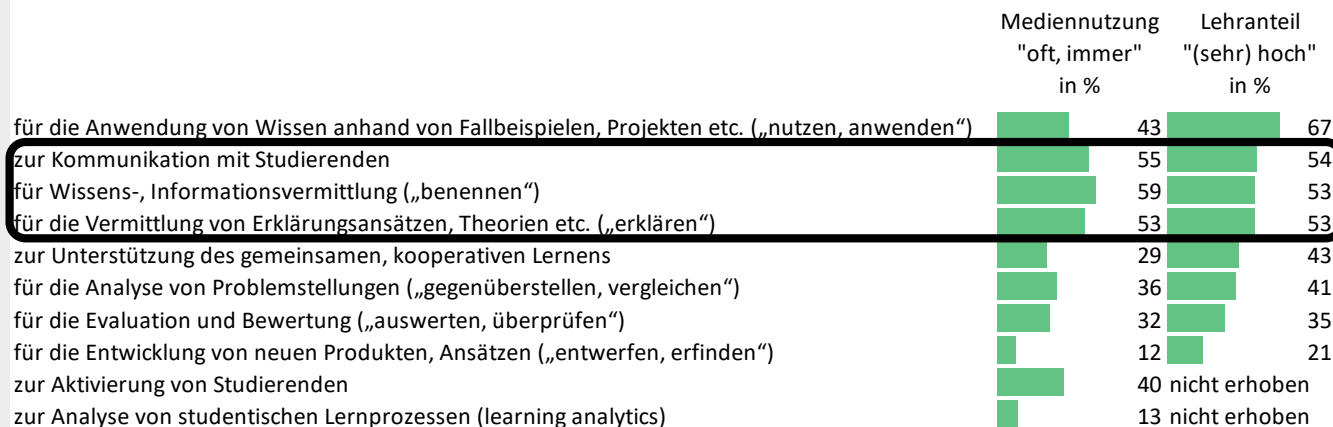 Mediennutzung Lehranteil
"oft, immer" "(sehr) hoch"
in % in %
für die Anwendung von Wissen anhand von Fallbeispielen, Projekten etc. („nutzen, anwenden“) 43 67
zur Kommunikation mit Studierenden 55 54
für Wissens-, Informationsvermittlung („benennen“) 59 53
für die Vermittlung von Erklärungsansätzen, Theorien etc. („erklären“) 53 53
zur Unterstützung des gemeinsamen, kooperativen Lernens 29 43
für die Analyse von Problemstellungen („gegenüberstellen, vergleichen“) 36 41
für die Evaluation und Bewertung („auswerten, überprüfen“) 32 35
für die Entwicklung von neuen Produkten, Ansätzen („entwerfen, erfinden“) 12 21
zur Aktivierung von Studierenden 40 nicht erhoben
zur Analyse von studentischen Lernprozessen (learning analytics) 13 nicht erhoben